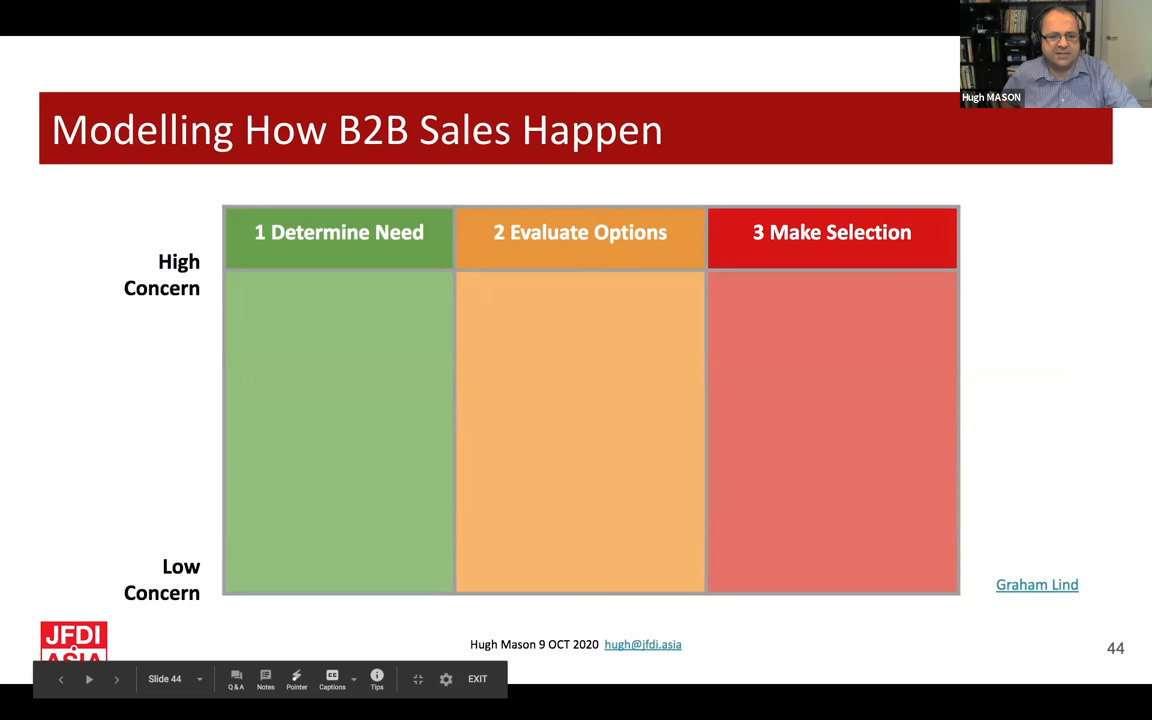 Hugh MASON
Modelling How B2B Sales Happen
1 Determine Need
2 Evaluate Options
3 Make Selection
High
Concern
Low
Concern
Graham Lind
JFDI
ASIA
Hugh Mason 9 OCT 2020 hugh@jfdi.asia
44
Slide 44
Q & A
Notes
Pointer
Captions
Tips
EXIT